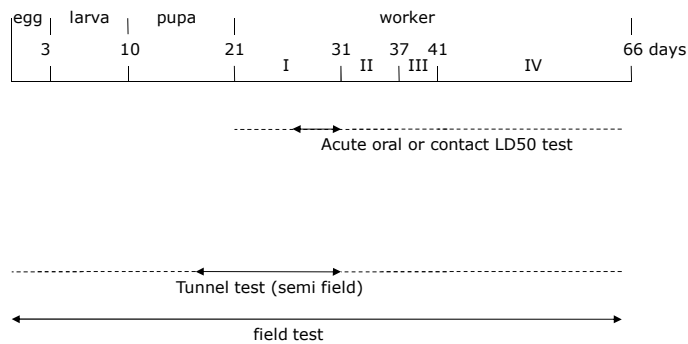 egg larva pupa worker
3 10 21 31 37 41 66 days
I II III IV
Acute oral or contact LD50 test
Tunnel test (semi field)
field test